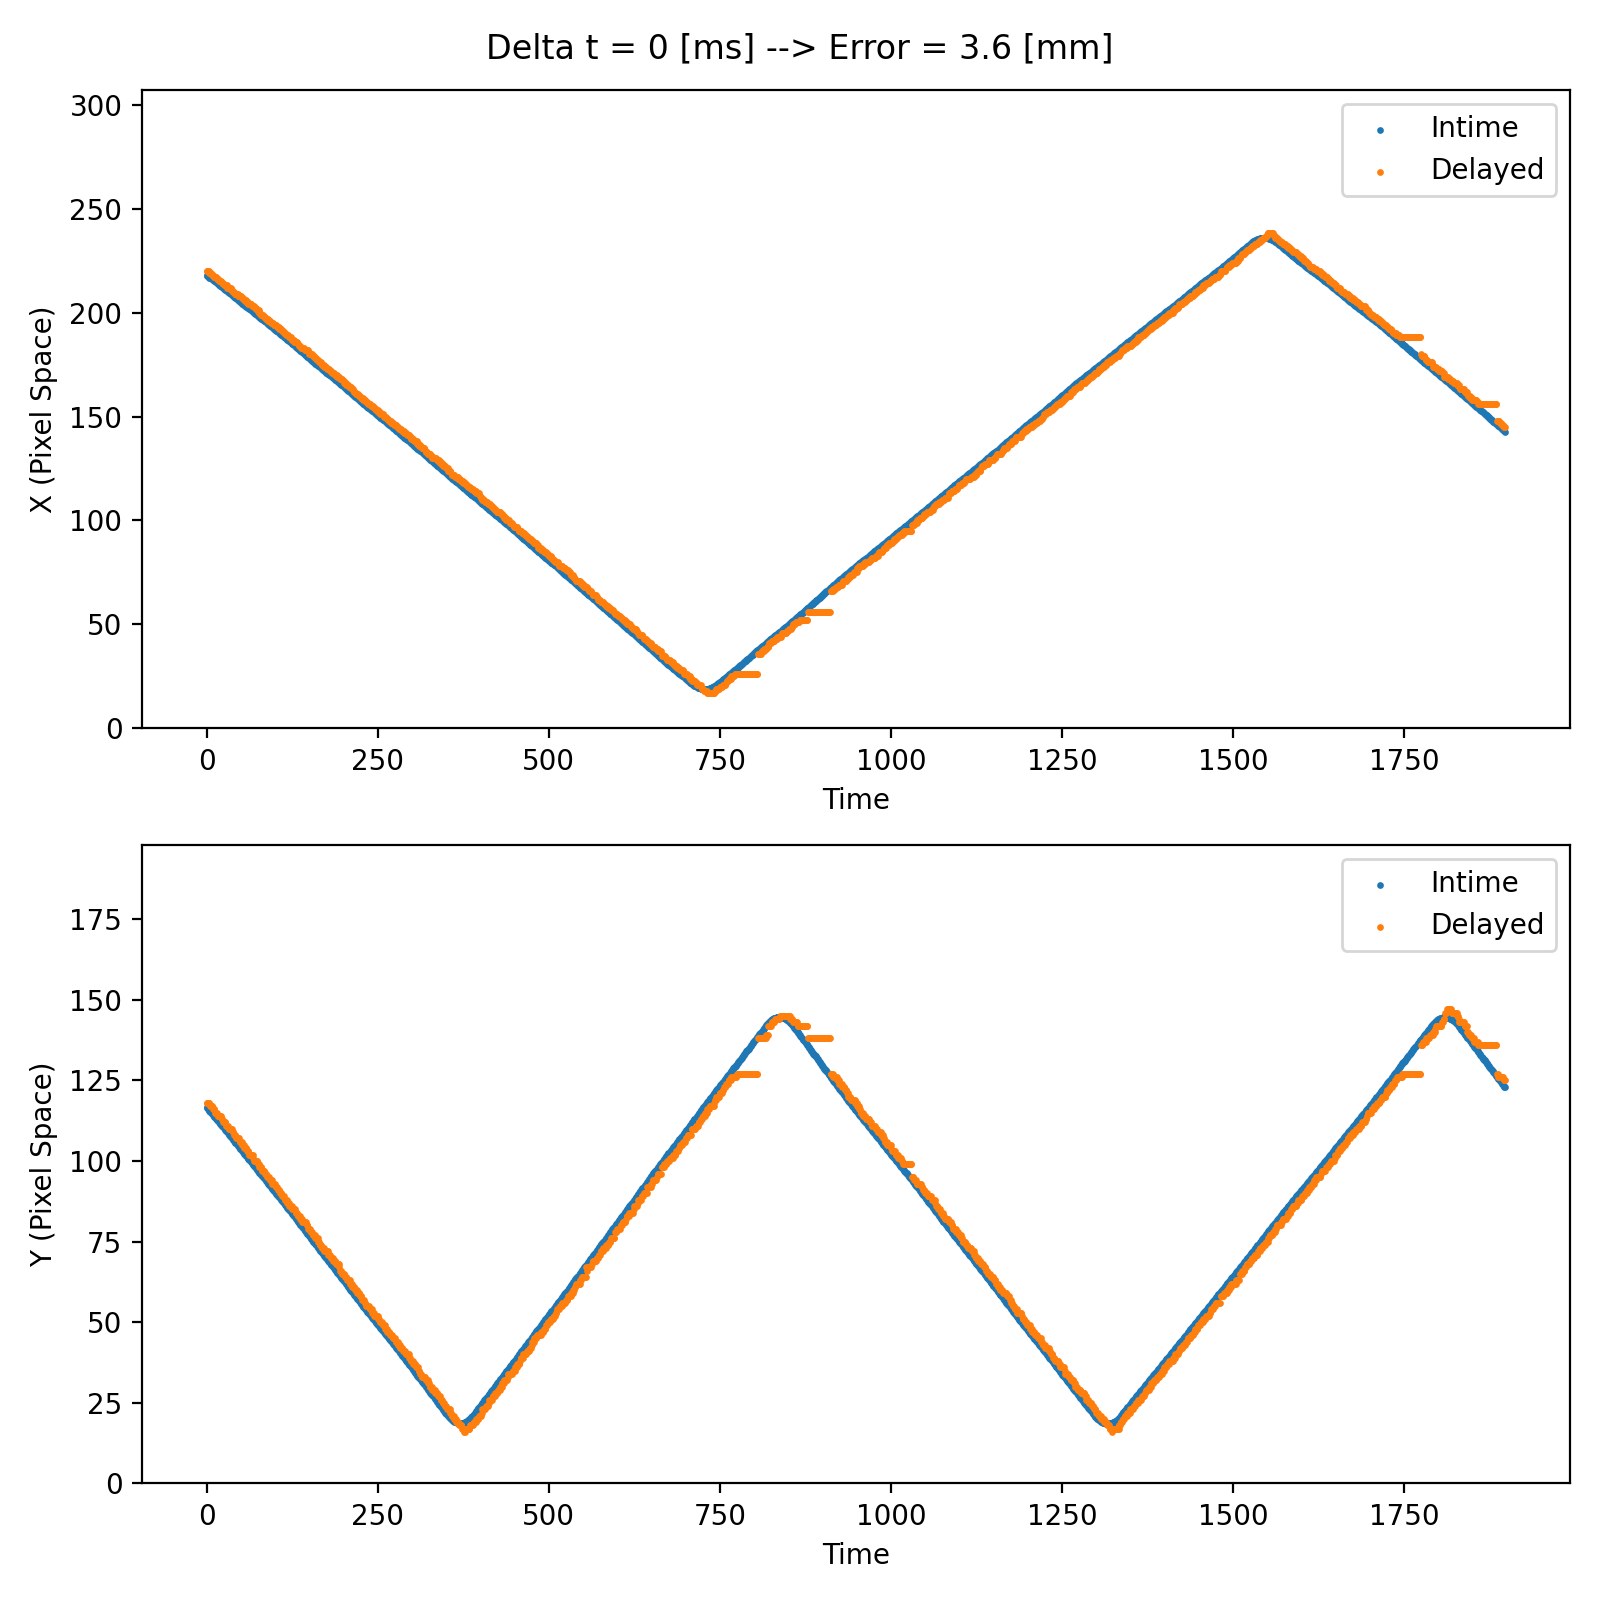 Delta t = 0 [ms] --> Error = 3.6 [mm]
300
250
200
150
100
50
0
X (Pixel Space)
Intime
Delayed
0 250 500 750 1000 1250 1500 1750
Time
175
150
125
100
75
50
25
0
Y (Pixel Space)
Intime
Delayed
0 250 500 750 1000 1250 1500 1750
Time